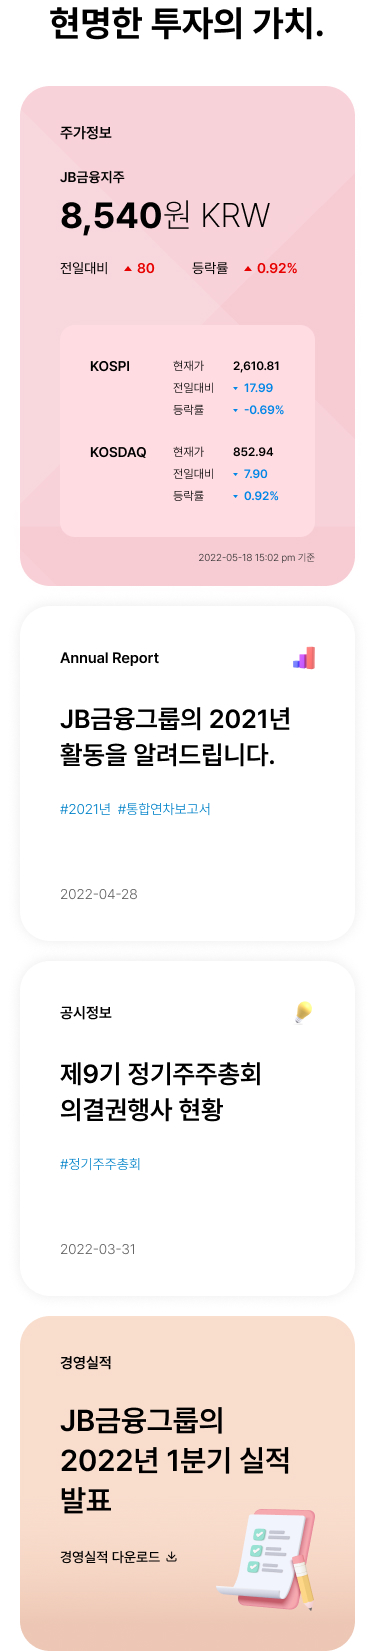 현명한 투자의 가치.
주가정보
JB금융지주
8,540원 KRW
전일대비 ▲ 80 등락률 ▲ 0.92%
KOSPI 현재가 2,610.81
전일대비 ▼ 17.99
등락률 ▼ -0.69%
KOSDAQ 현재가 852.94
전일대비 ▼ 7.90
등락률 ▼ 0.92%
2022-05-18 15:02 pm 기준
Annual Report
JB금융그룹의 2021년
활동을 알려드립니다.
#2021년 #통합연차보고서
2022-04-28
공시정보
제9기 정기주주총회
의결권행사 현황
#정기주주총회
2022-03-31
경영실적
JB금융그룹의
2022년 1분기 실적
발표
경영실적 다운로드